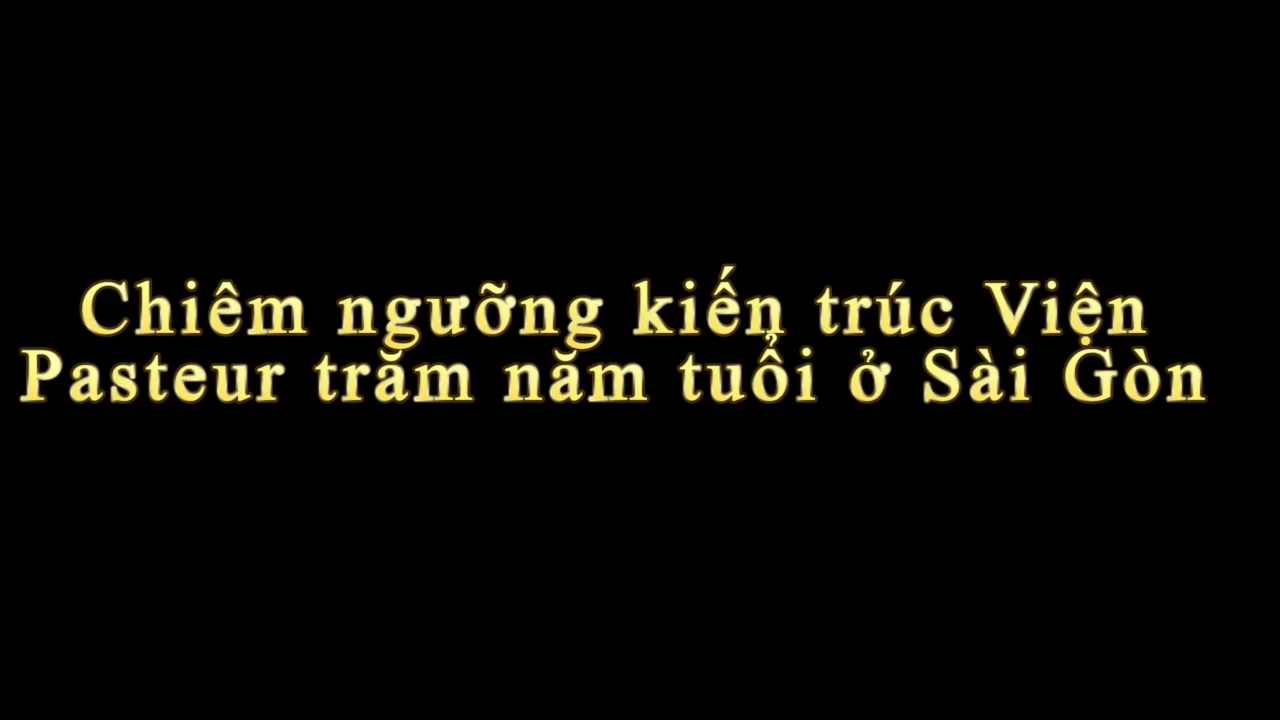 Chiêm ngưỡng kiến trúc Viện
Pasteur trăm năm tuổi ở Sài Gòn